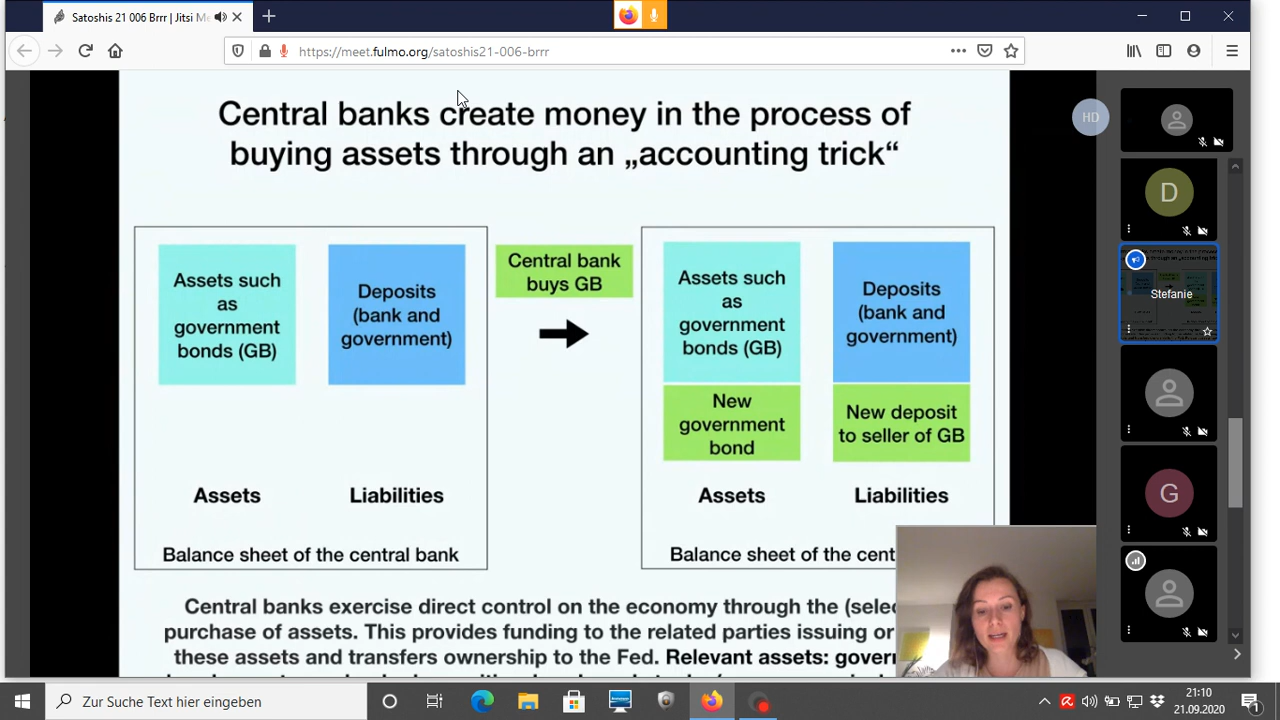 Satoshis 21 006 Brrr | Jitsi Me
https://meet.fulmo.org/satoshis21-006-brrr
Central banks create money in the process of
buying assets through an „accounting trick“
HD
D
Stefanie
G
Assets such
as
government
bonds (GB)
Deposits
(bank and
government)
Assets
Liabilities
Balance sheet of the central bank
Central bank
buys GB
Assets such
as
government
bonds (GB)
Deposits
(bank and
government)
New
government
bond
New deposit
to seller of GB
Assets
Liabilities
Balance sheet of the cent
Central banks exercise direct control on the economy through the (selec
purchase of assets. This provides funding to the related parties issuing or
these assets and transfers ownership to the Fed. Relevant assets: gover
Zur Suche Text hier eingeben
21:10
21.09.2020
1